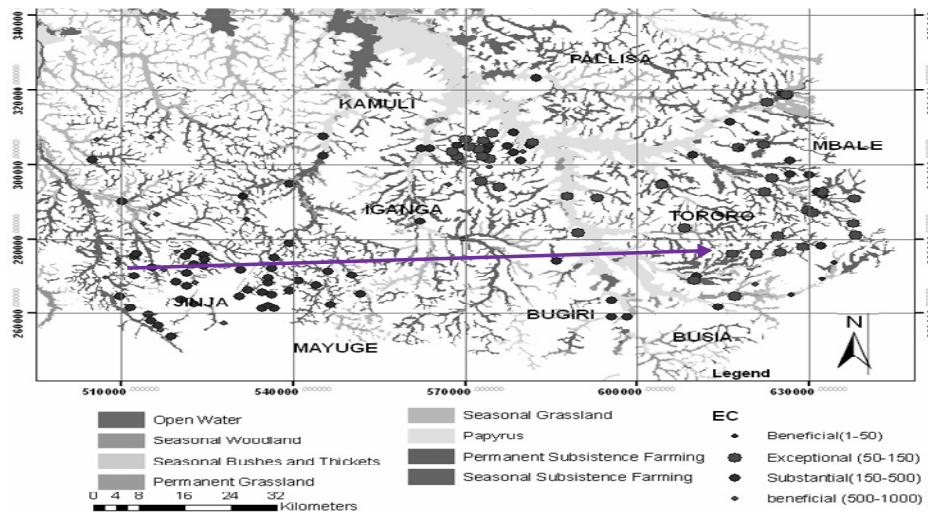 PALLISA
KAMULI
MBALE
IGANGA
TORORO
JINJA
BUGIRI
BUSIA
MAYUGE
N
340000
320000
300000
280000
260000
510000
540000
570000
600000
630000
Legend
Open Water
Seasonal Woodland
Seasonal Bushes and Thickets
Permanent Grassland
Seasonal Grassland
Papyrus
Permanent Subsistence Farming
Seasonal Subsistence Farming
EC
Beneficial(1-50)
Exceptional (50-150)
Substantial(150-500)
beneficial (500-1000)
0 4 8 16 24 32
Kilometers